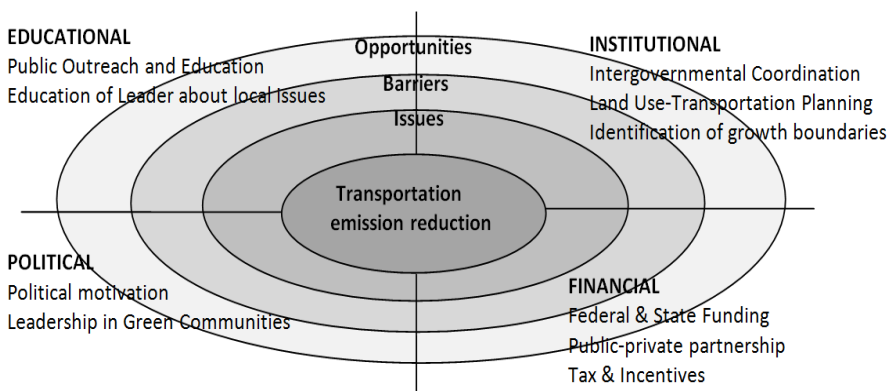 EDUCATIONAL
Public Outreach and Education
Education of Leader about local issues
Opportunities
Barriers
Issues
INSTITUTIONAL
Intergovernmental Coordination
Land Use-Transportation Planning
Identification of growth boundaries
Transportation
emission reduction
POLITICAL
Political motivation
Leadership in Green Communities
FINANCIAL
Federal & State Funding
Public-private partnership
Tax & Incentives